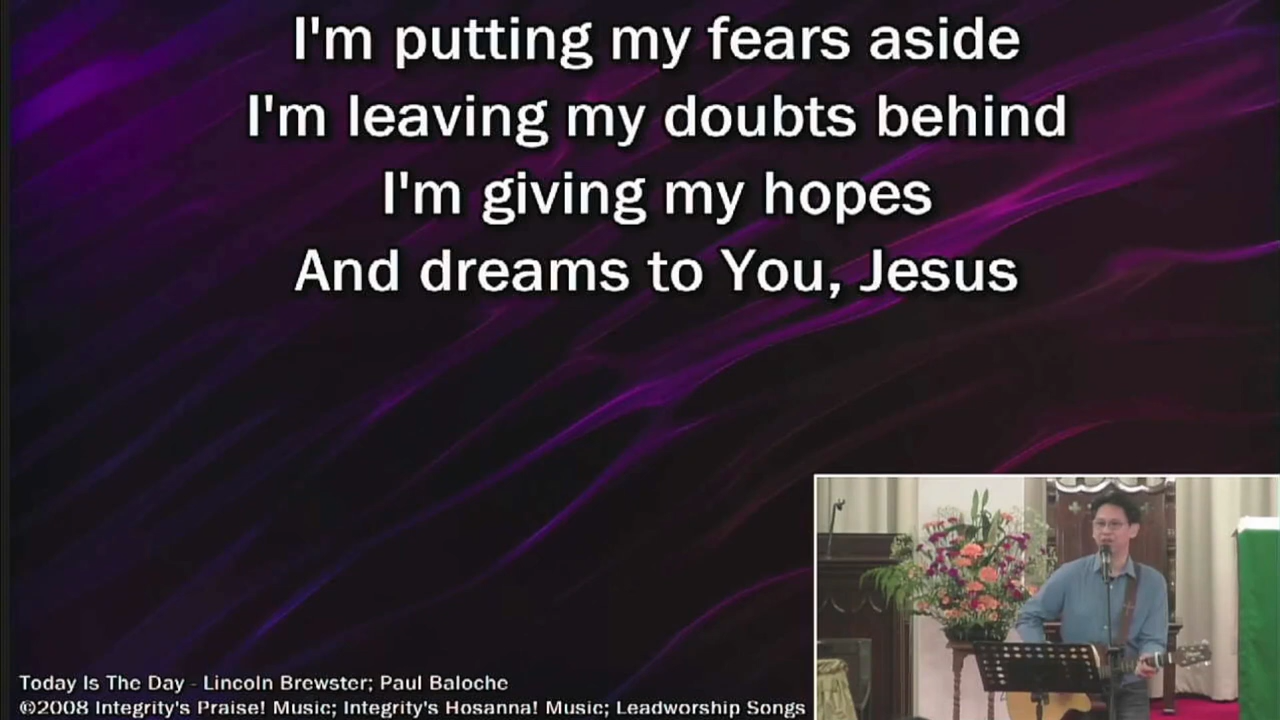 I'm putting my fears aside
I'm leaving my doubts behind
I'm giving my hopes
And dreams to You, Jesus
Today Is The Day - Lincoln Brewster; Paul Baloche
©2008 Integrity's Praise! Music; Integrity's Hosanna! Music; Leadworship Songs